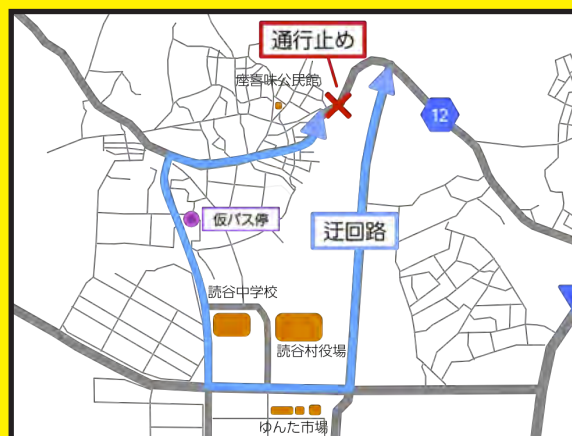 通行止め
座喜味公民館
12
仮バス停
迂回路
読谷中学校
読谷村役場
ゆんた市場